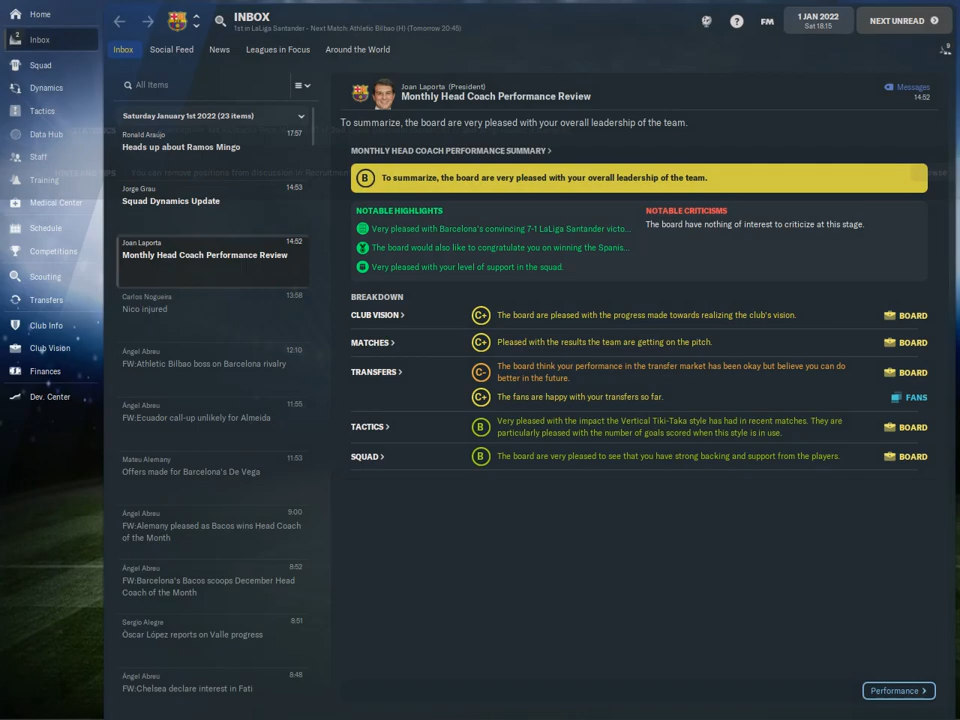 Home
INBOX
1st in LaLiga Santander - Next Match: Athletic Bilbao (H) (Tomorrow 20:45)
FM
1 JAN 2022
Sat 18:15
NEXT UNREAD
2
Inbox
Squad
Dynamics
Tactics
Data Hub
Staff
Training
Medical Center
Schedule
Competitions
Scouting
Transfers
Club Info
Club Vision
Finances
Dev. Center
Inbox
Social Feed
News
Leagues in Focus
Around the World
All Items
Saturday January 1st 2022 (23 items)
Ronald Araújo 17:57
Heads up about Ramos Mingo
Jorge Grau 14:53
Squad Dynamics Update
Joan Laporta 14:52
Monthly Head Coach Performance Review
Carlos Nogueira 13:58
Nico injured
Ángel Abreu 12:10
FW:Athletic Bilbao boss on Barcelona rivalry
Ángel Abreu 11:55
FW:Ecuador call-up unlikely for Almeida
Mateu Alemany 11:53
Offers made for Barcelona's De Vega
Ángel Abreu 9:00
FW:Alemany pleased as Bacos wins Head Coach
of the Month
Ángel Abreu 8:52
FW:Barcelona's Bacos scoops December Head
Coach of the Month
Sergio Alegre 8:51
Òscar López reports on Valle progress
Ángel Abreu 8:48
FW:Chelsea declare interest in Fati
Joan Laporta (President)
Monthly Head Coach Performance Review
Messages
14:52
To summarize, the board are very pleased with your overall leadership of the team.
MONTHLY HEAD COACH PERFORMANCE SUMMARY
You can remove positions from discussion in Recruitment
B To summarize, the board are very pleased with your overall leadership of the team.
NOTABLE HIGHLIGHTS
Very pleased with Barcelona's convincing 7-1 LaLiga Santander victo...
The board would also like to congratulate you on winning the Spanis...
Very pleased with your level of support in the squad.
NOTABLE CRITICISMS
The board have nothing of interest to criticize at this stage.
BREAKDOWN
CLUB VISION C+ The board are pleased with the progress made towards realizing the club's vision. BOARD
MATCHES C+ Pleased with the results the team are getting on the pitch. BOARD
TRANSFERS C- The board think your performance in the transfer market has been okay but believe you can do
better in the future. BOARD
C+ The fans are happy with your transfers so far. FANS
TACTICS B Very pleased with the impact the Vertical Tiki-Taka style has had in recent matches. They are
particularly pleased with the number of goals scored when this style is in use. BOARD
SQUAD B The board are very pleased to see that you have strong backing and support from the players. BOARD
Performance